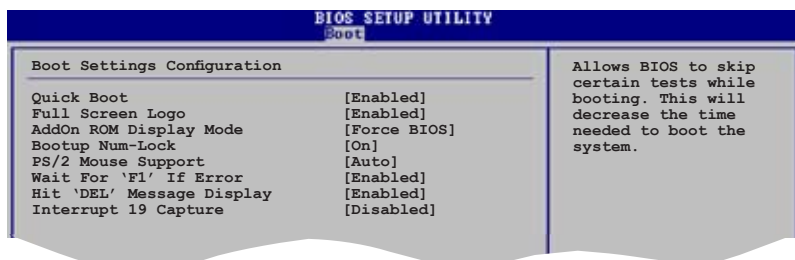 BIOS SETUP UTILITY
Boot
Boot Settings Configuration
Quick Boot [Enabled]
Full Screen Logo [Enabled]
AddOn ROM Display Mode [Force BIOS]
Bootup Num-Lock [On]
PS/2 Mouse Support [Auto]
Wait For ‘F1’ If Error [Enabled]
Hit ‘DEL’ Message Display [Enabled]
Interrupt 19 Capture [Disabled]
Allows BIOS to skip
certain tests while
booting. This will
decrease the time
needed to boot the
system.